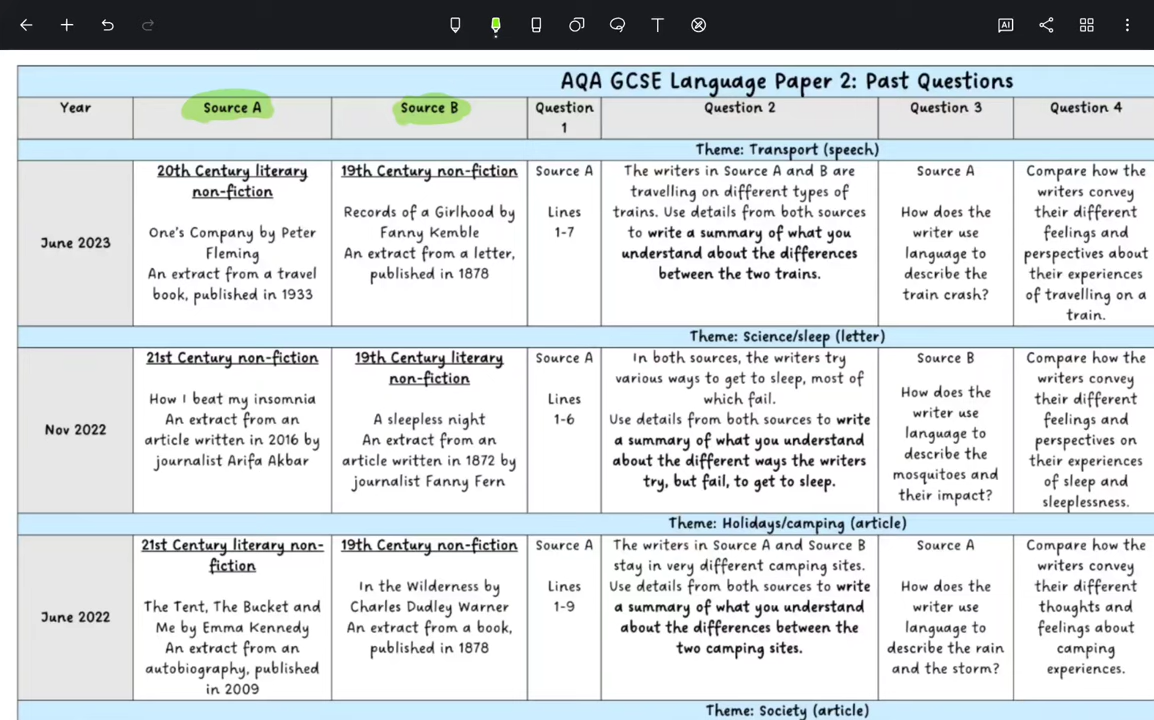 AI
T
AQA GCSE Language Paper 2: Past Questions
Year
Source A
Source B
Question
1
Question 2
Question 3
Question 4
Theme: Transport (speech)
June 2023
20th Century literary
non-fiction
One's Company by Peter
Fleming
An extract from a travel
book, published in 1933
19th Century non-fiction
Records of a Girlhood by
Fanny Kemble
An extract from a letter,
published in 1878
Source A
Lines
1-7
The writers in Source A and B are
travelling on different types of
trains. Use details from both sources
to write a summary of what you
understand about the differences
between the two trains.
Source A
How does the
writer use
language to
describe the
train crash?
Compare how the
writers convey
their different
feelings and
perspectives about
their experiences
of travelling on a
train.
Theme: Science/sleep (letter)
Nov 2022
21st Century non-fiction
How I beat my insomnia
An extract from an
article written in 2016 by
journalist Arifa Akbar
19th Century literary
non-fiction
A sleepless night
An extract from an
article written in 1872 by
journalist Fanny Fern
Source A
Lines
1-6
In both sources, the writers try
various ways to get to sleep, most of
which fail.
Use details from both sources to write
a summary of what you understand
about the different ways the writers
try, but fail, to get to sleep.
Source B
How does the
writer use
language to
describe the
mosquitoes and
their impact?
Compare how the
writers convey
their different
feelings and
perspectives on
their experiences
of sleep and
sleeplessness.
Theme: Holidays/camping (article)
June 2022
21st Century literary non-
fiction
The Tent, The Bucket and
Me by Emma Kennedy
An extract from an
autobiography, published
in 2009
19th Century non-fiction
In the Wilderness by
Charles Dudley Warner
An extract from a book,
published in 1878
Source A
Lines
1-9
The writers in Source A and Source B
stay in very different camping sites.
Use details from both sources to write
a summary of what you understand
about the differences between the
two camping sites.
Source A
How does the
writer use
language to
describe the rain
and the storm?
Compare how the
writers convey
their different
thoughts and
feelings about
camping
experiences.
Theme: Society (article)